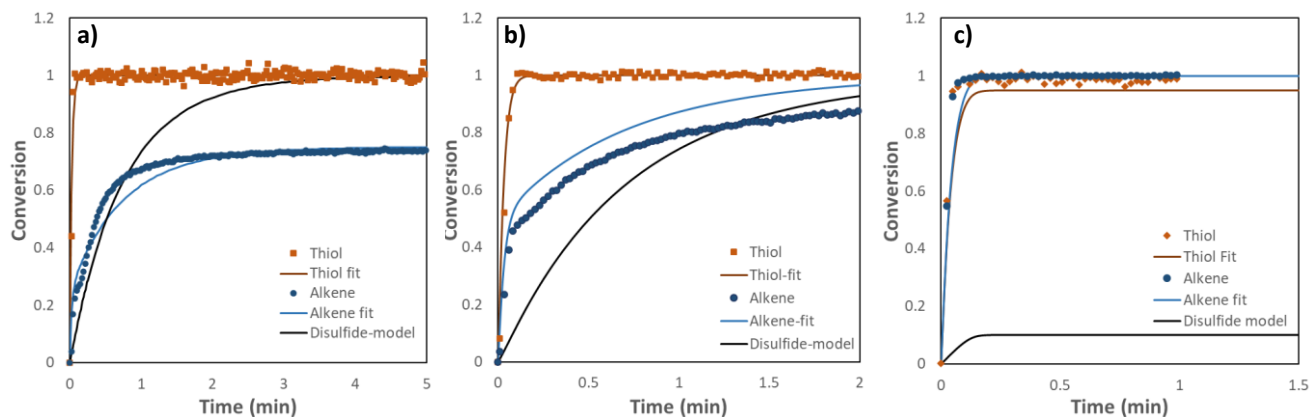 a)
1.2
1
0.8
0.6
0.4
0.2
0
Conversion
Thiol
Thiol fit
Alkene
Alkene fit
Disulfide-model
0 1 2 3 4 5
Time (min)
b)
1.2
1
0.8
0.6
0.4
0.2
0
Conversion
Thiol
Thiol-fit
Alkene
Alkene-fit
Disulfide-model
0 0.5 1 1.5 2
Time (min)
c)
1.2
1
0.8
0.6
0.4
0.2
0
Conversion
Thiol
Thiol Fit
Alkene
Alkene fit
Disulfide model
0 0.5 1 1.5
Time (min)